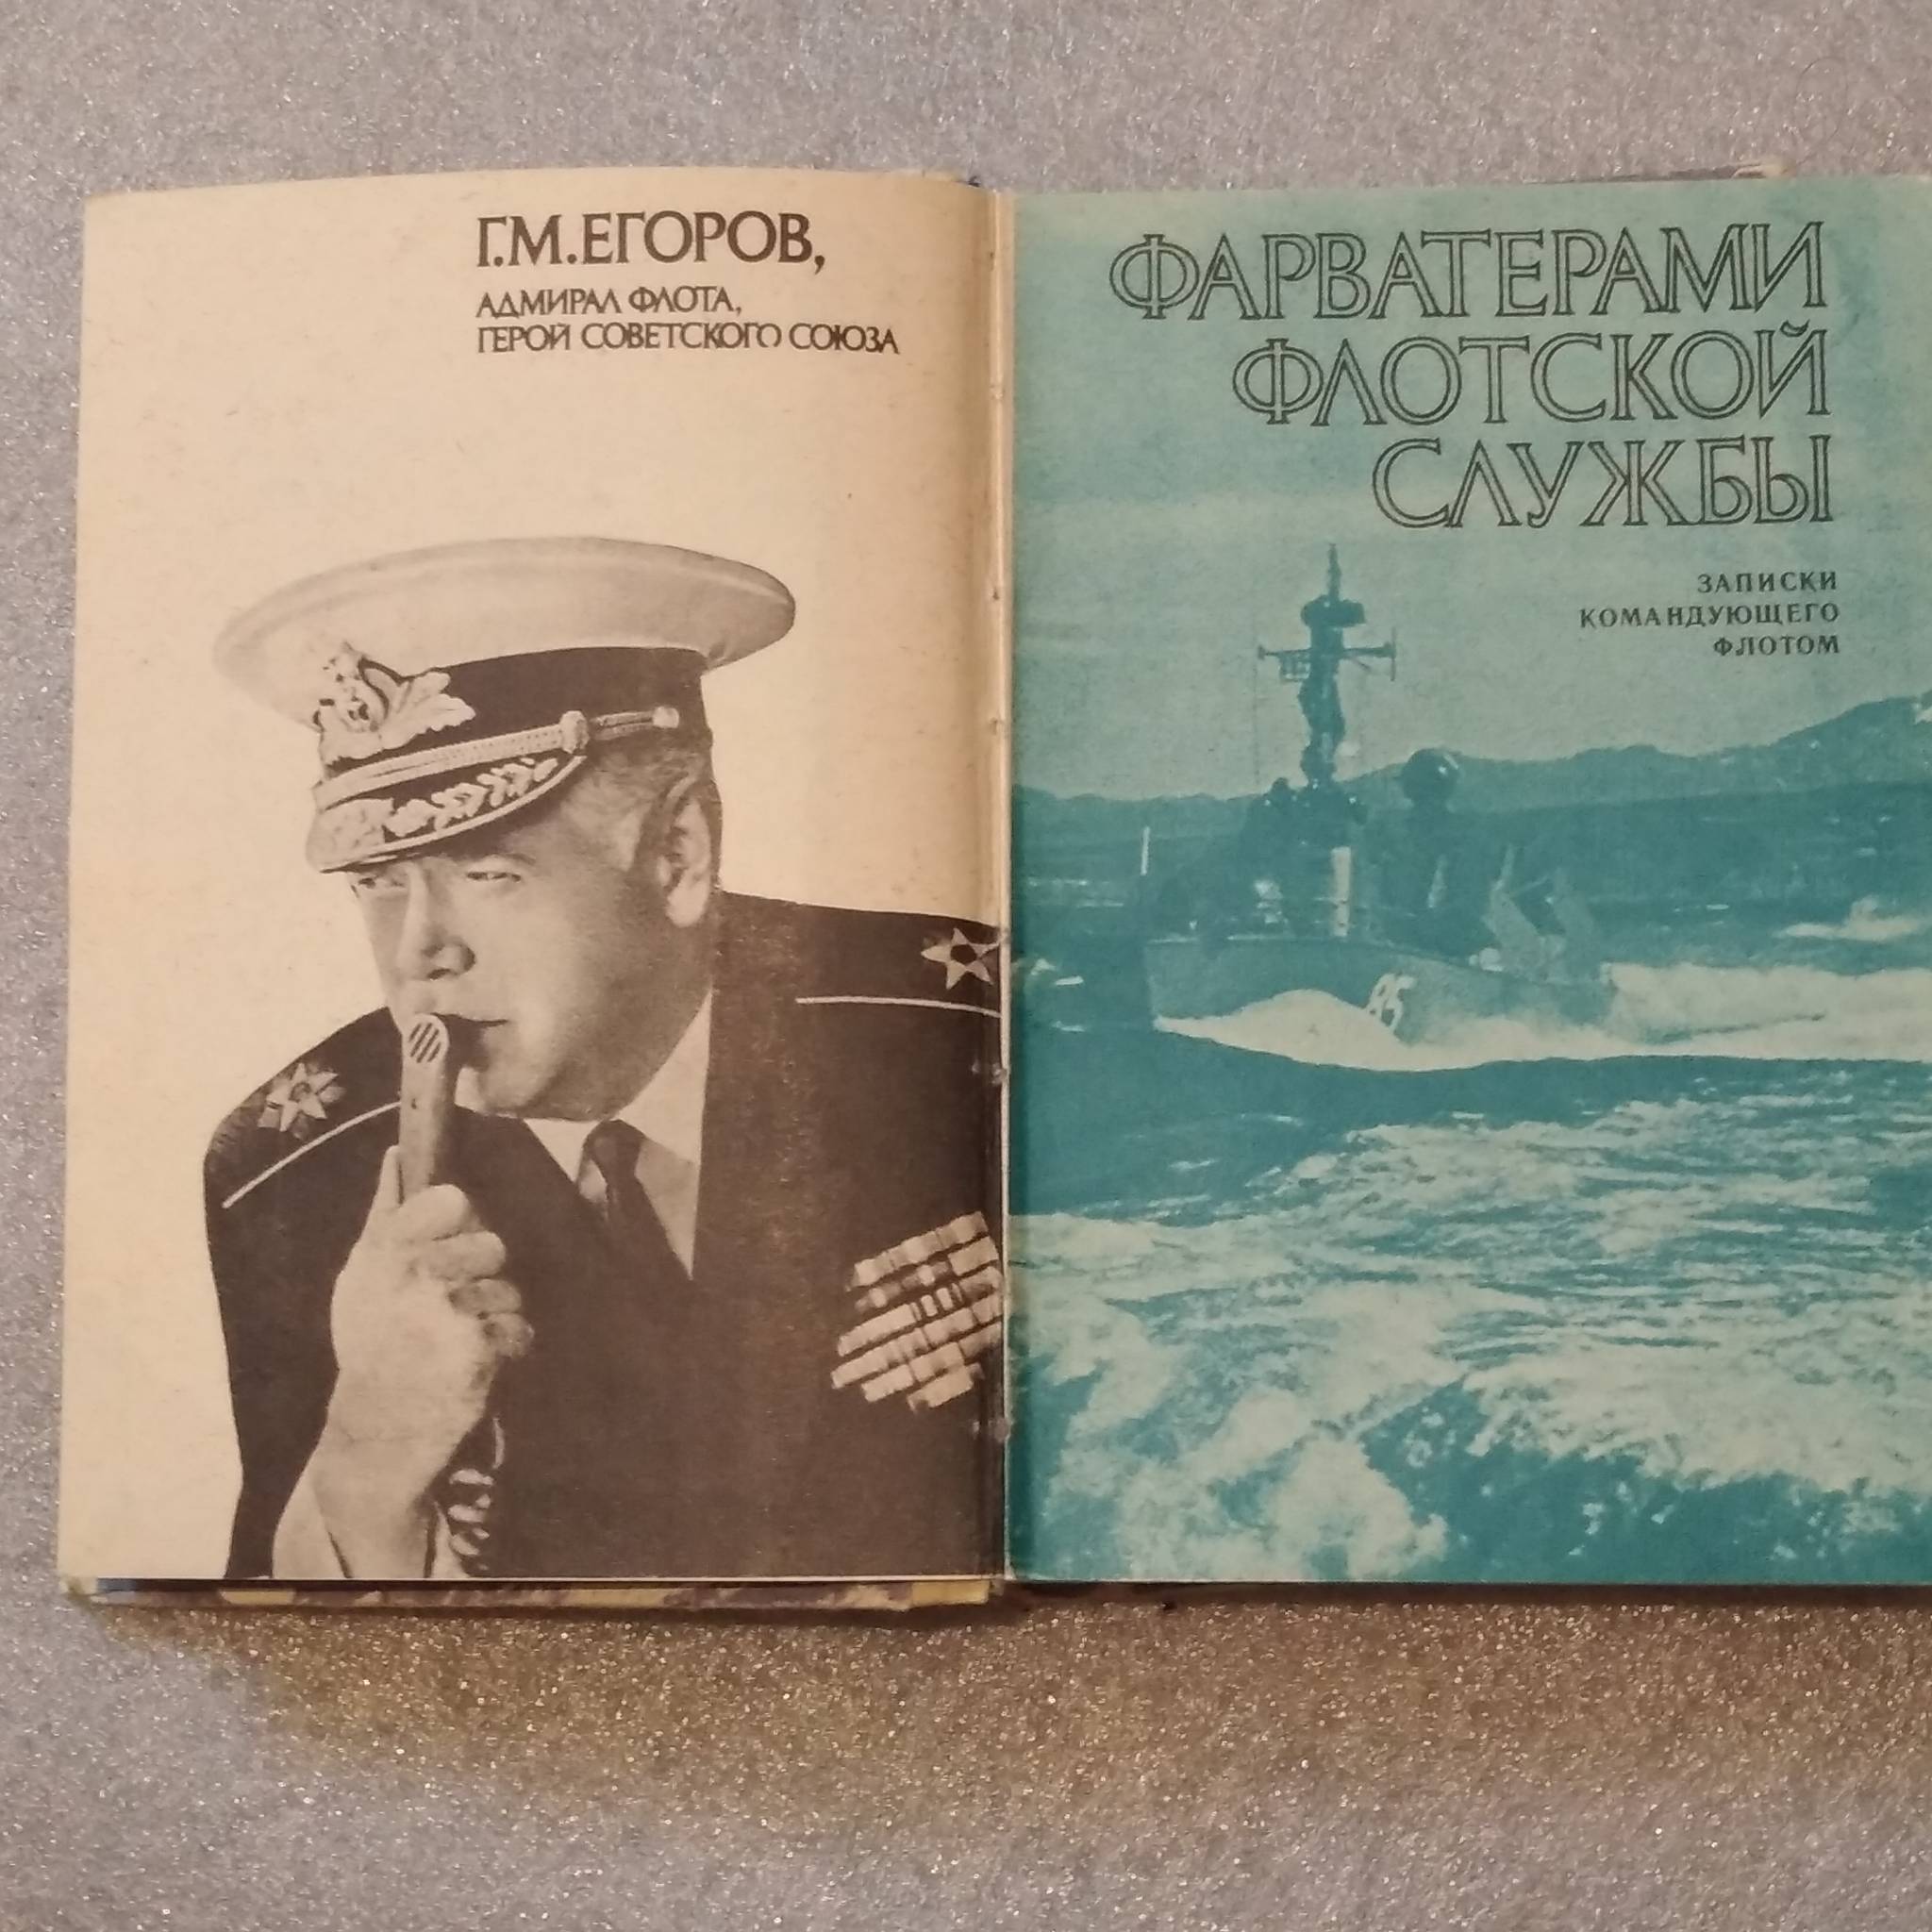 Г.М.ЕГОРОВ,
АДМИРАЛ ФЛОТА,
ГЕРОЙ СОВЕТСКОГО СОЮЗА
ФАРВАТЕРАМИ
ФЛОТСКОЙ
СЛУЖБЫ
ЗАПИСКИ
КОМАНДУЮЩЕГО
ФЛОТОМ